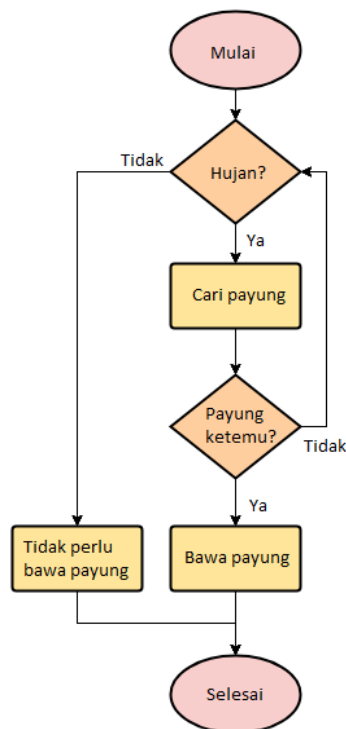 Mulai
Tidak
Hujan?
Ya
Cari payung
Payung
ketemu?
Tidak
Ya
Tidak perlu
bawa payung
Bawa payung
Selesai